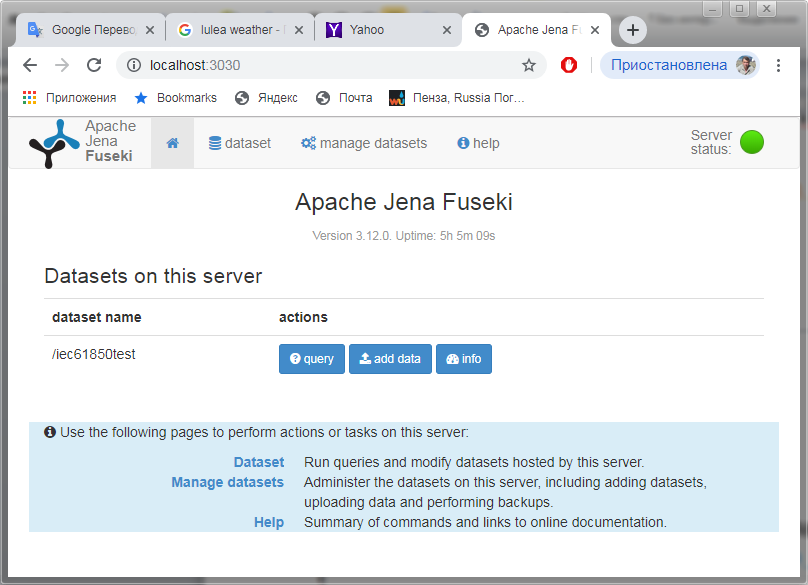 Google Перево
lulea weather -
Yahoo
Apache Jena F
localhost:3030
Приостановлена
Приложения
Bookmarks
Яндекс
Почта
Пенза, Russia Пог…
Apache
Jena
Fuseki
dataset
manage datasets
help
Server
status:
Apache Jena Fuseki
Version 3.12.0. Uptime: 5h 5m 09s
Datasets on this server
dataset name actions
/iec61850test query add data info
Use the following pages to perform actions or tasks on this server:
Dataset Run queries and modify datasets hosted by this server.
Manage datasets Administer the datasets on this server, including adding datasets,
uploading data and performing backups.
Help Summary of commands and links to online documentation.